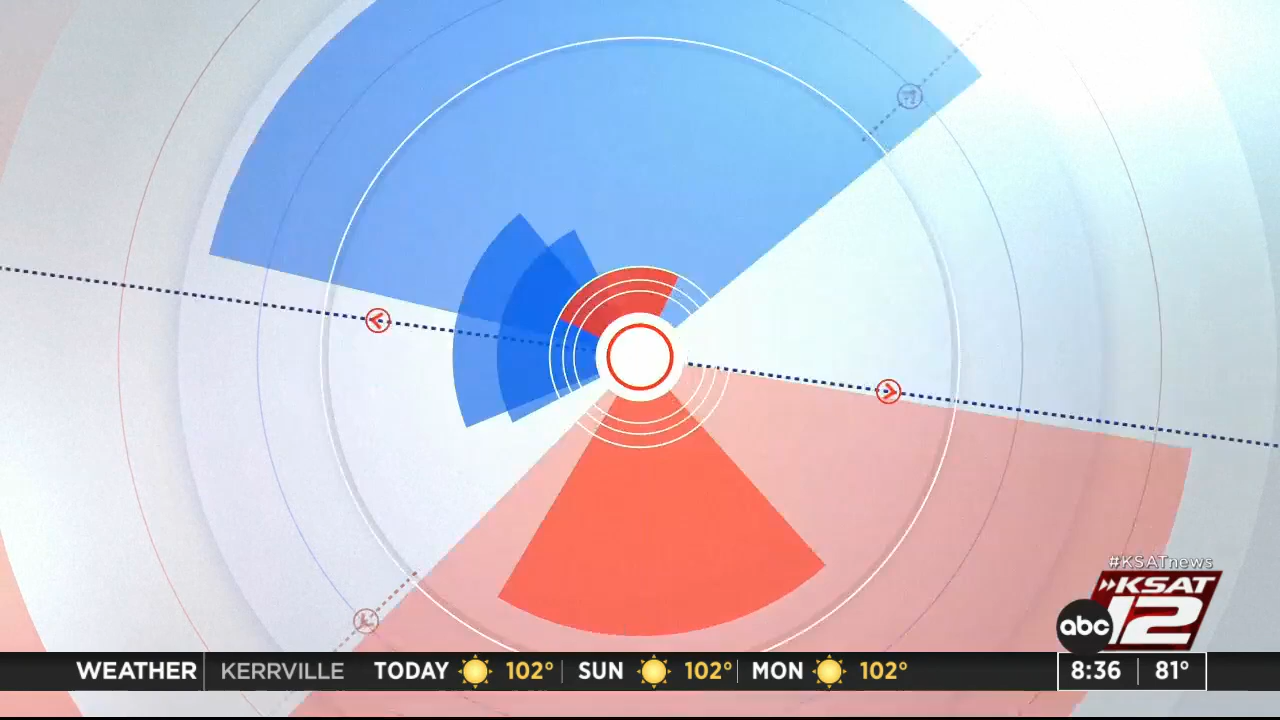 #KSATnews
KSAT
abc 12
WEATHER KERRVILLE TODAY 102° SUN 102° MON 102° 8:36 81°